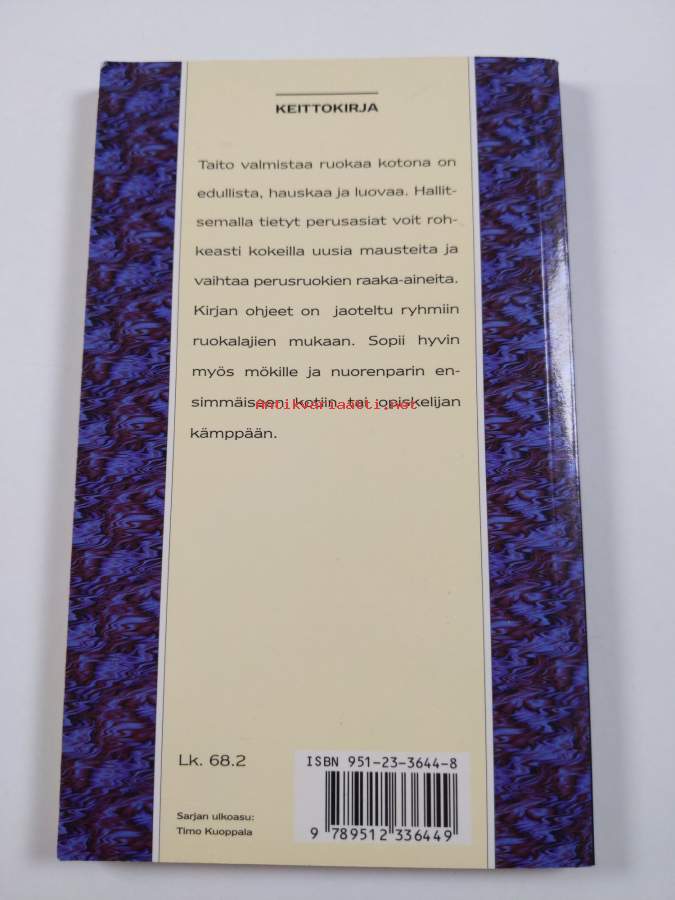 KEITTOKIRJA
Taito valmistaa ruokaa kotona on
edullista, hauskaa ja luovaa. Hallit-
semalla tietyt perusasiat voit roh-
keasti kokeilla uusia mausteita ja
vaihtaa perusruokien raaka-aineita.
Kirjan ohjeet on jaoteltu ryhmiin
ruokalajien mukaan. Sopii hyvin
myös mökille ja nuorenparin en-
simmäiseen kotiin tai opiskelijan
Antikvariaatti.net
kämppään.
Lk. 68.2
ISBN 951-23-3644-8
Sarjan ulkoasu:
Timo Kuoppala
9 789512 336449